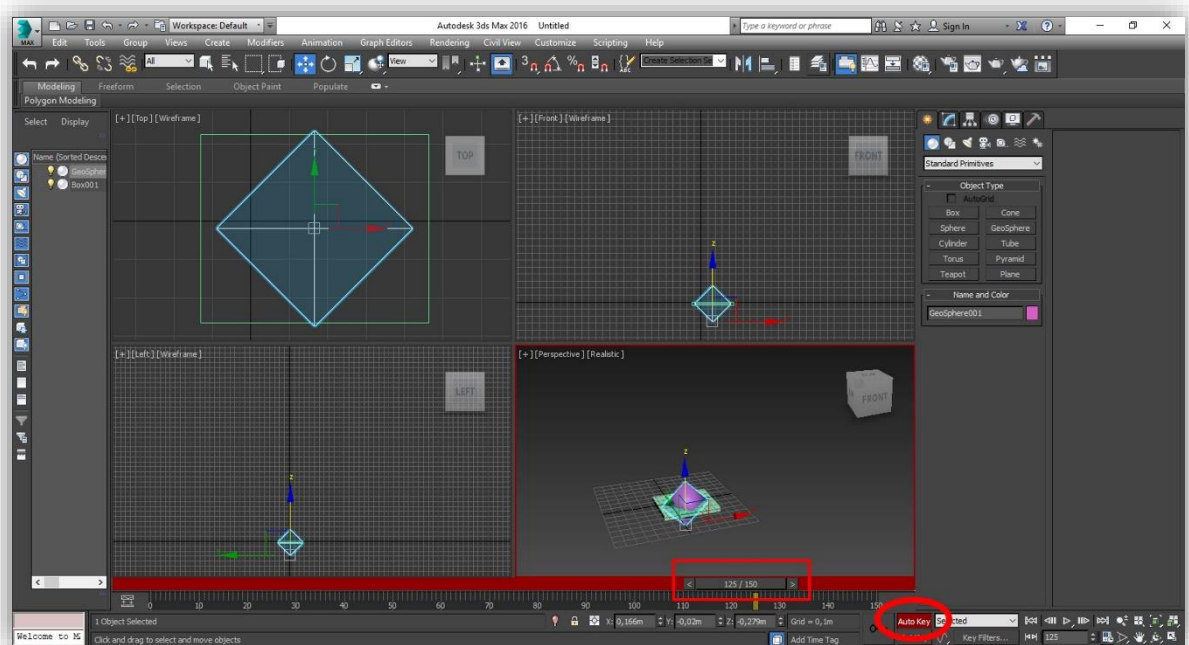 MAX
Workspace: Default
Autodesk 3ds Max 2016 Untitled
Type a keyword or phrase
Sign In
Edit Tools Group Views Create Modifiers Animation Graph Editors Rendering Civil View Customize Scripting Help
All
View
Create Selection Se
Modeling Freeform Selection Object Paint Populate
Polygon Modeling
Select Display
Name (Sorted Descen
GeoSpher
Box001
[+][Top][Wireframe]
TOP
[+][Front][Wireframe]
FRONT
z
[+][Left][Wireframe]
LEFT
z
[+][Perspective][Realistic]
FRONT
z
Standard Primitives
- Object Type
AutoGrid
Box Cone
Sphere GeoSphere
Cylinder Tube
Torus Pyramid
Teapot Plane
- Name and Color
GeoSphere001
< 125 / 150 >
0 10 20 30 40 50 60 70 80 90 100 110 120 130 140 150
1 Object Selected
X: 0,166m Y: -0,02m Z: -0,279m Grid = 0,1m
Auto Key Selected
Welcome to M
Click and drag to select and move objects
Add Time Tag
Key Filters...
125